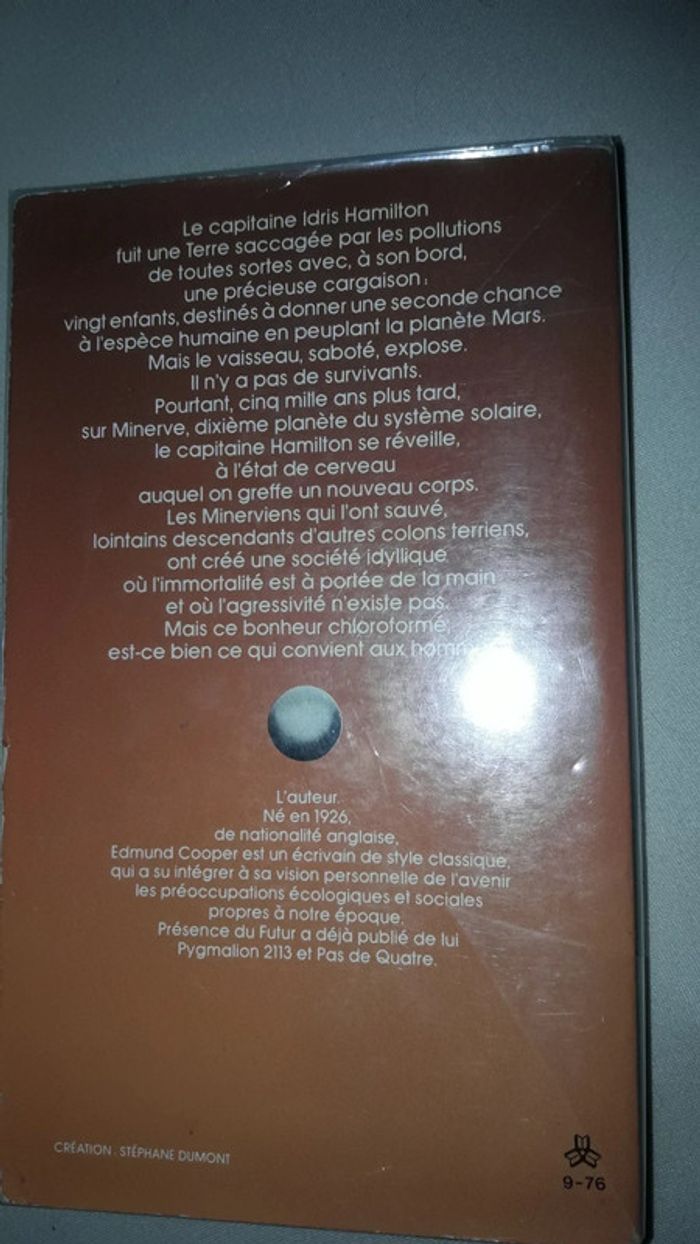 Le capitaine Idris Hamilton
fuit une Terre saccagée par les pollutions
de toutes sortes avec, à son bord,
une précieuse cargaison :
vingt enfants, destinés à donner une seconde chance
à l'espèce humaine en peuplant la planète Mars.
Mais le vaisseau, saboté, explose.
Il n'y a pas de survivants.
Pourtant, cinq mille ans plus tard,
sur Minerve, dixième planète du système solaire,
le capitaine Hamilton se réveille,
à l'état de cerveau
auquel on greffe un nouveau corps.
Les Minerviens qui l'ont sauvé,
lointains descendants d'autres colons terriens,
ont créé une société idyllique
où l'immortalité est à portée de la main
et où l'agressivité n'existe pas.
Mais ce bonheur chloroformé,
est-ce bien ce qui convient aux
L'auteur.
Né en 1926,
de nationalité anglaise,
Edmund Cooper est un écrivain de style classique,
qui a su intégrer à sa vision personnelle de l'avenir
les préoccupations écologiques et sociales
propres à notre époque.
Présence du Futur a déjà publié de lui
Pygmalion 2113 et Pas de Quatre.
CRÉATION : STÉPHANE DUMONT
9-76